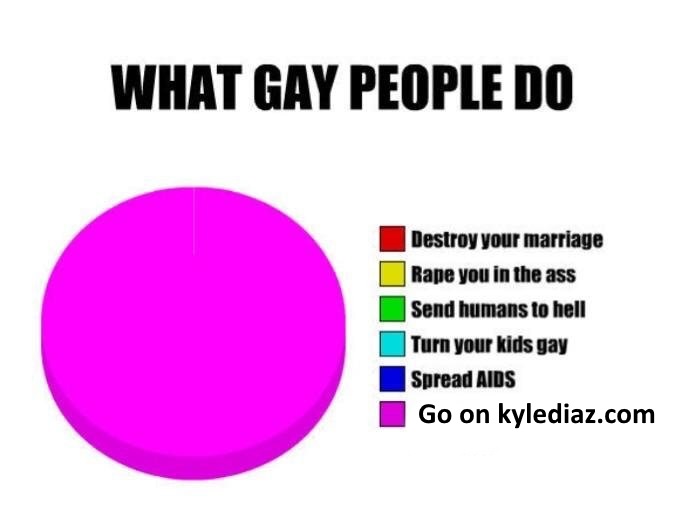 WHAT GAY PEOPLE DO
Destroy your marriage
Rape you in the ass
Send humans to hell
Turn your kids gay
Spread AIDS
Go on kylediaz.com